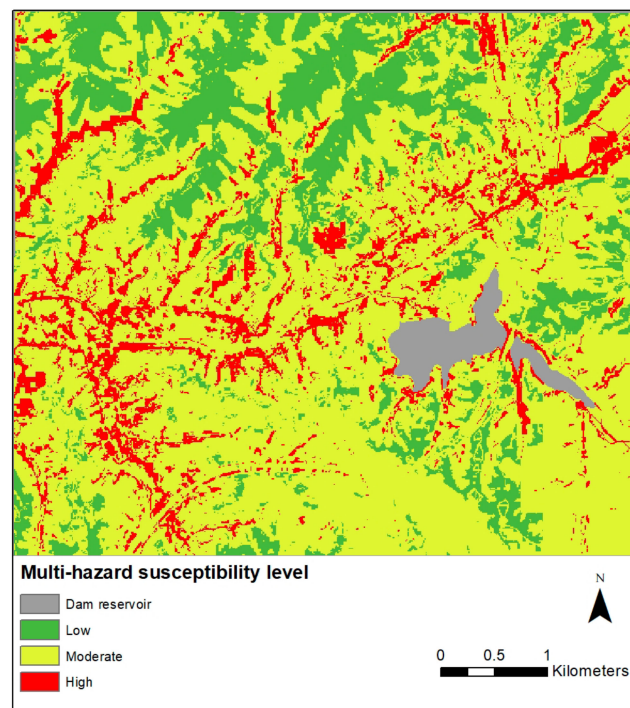 Multi-hazard susceptibility level
Dam reservoir
Low
Moderate
High
N
0 0.5 1
Kilometers